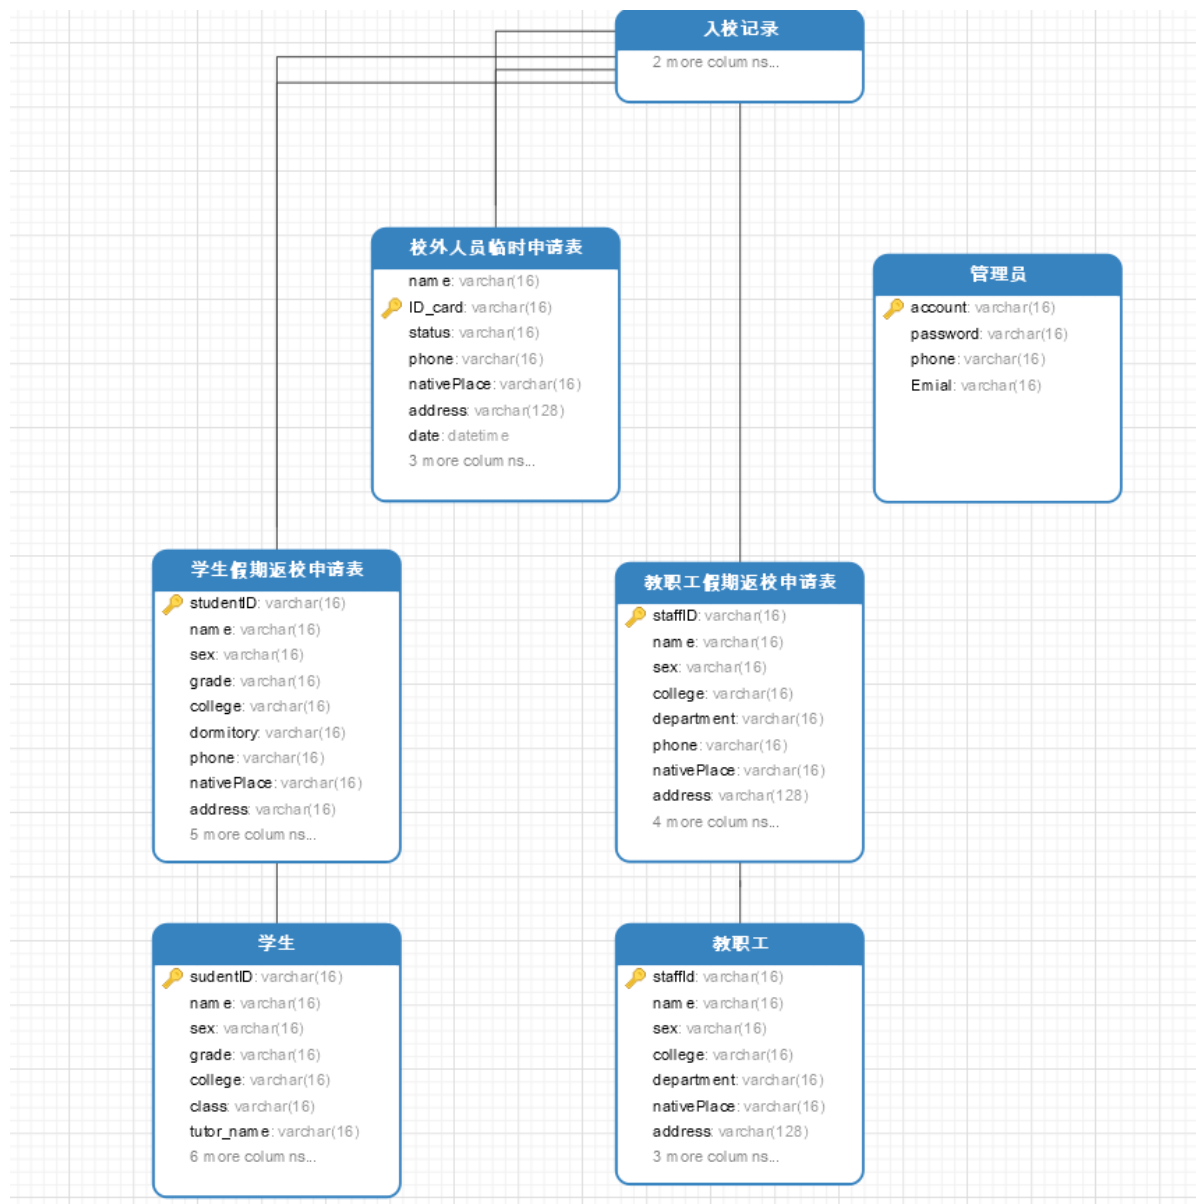 入校记录
2 more columns...
校外人员临时申请表
name: varchar(16)
ID_card: varchar(16)
status: varchar(16)
phone: varchar(16)
nativePlace: varchar(16)
address: varchar(128)
date: datetime
3 more columns...
管理员
account: varchar(16)
password: varchar(16)
phone: varchar(16)
Emial: varchar(16)
学生假期返校申请表
studentID: varchar(16)
name: varchar(16)
sex: varchar(16)
grade: varchar(16)
college: varchar(16)
dormitory: varchar(16)
phone: varchar(16)
nativePlace: varchar(16)
address: varchar(16)
5 more columns...
教职工假期返校申请表
staffID: varchar(16)
name: varchar(16)
sex: varchar(16)
college: varchar(16)
department: varchar(16)
phone: varchar(16)
nativePlace: varchar(16)
address: varchar(128)
4 more columns...
学生
sudentID: varchar(16)
name: varchar(16)
sex: varchar(16)
grade: varchar(16)
college: varchar(16)
class: varchar(16)
tutor_name: varchar(16)
6 more columns...
教职工
staffId: varchar(16)
name: varchar(16)
sex: varchar(16)
college: varchar(16)
department: varchar(16)
nativePlace: varchar(16)
address: varchar(128)
3 more columns...